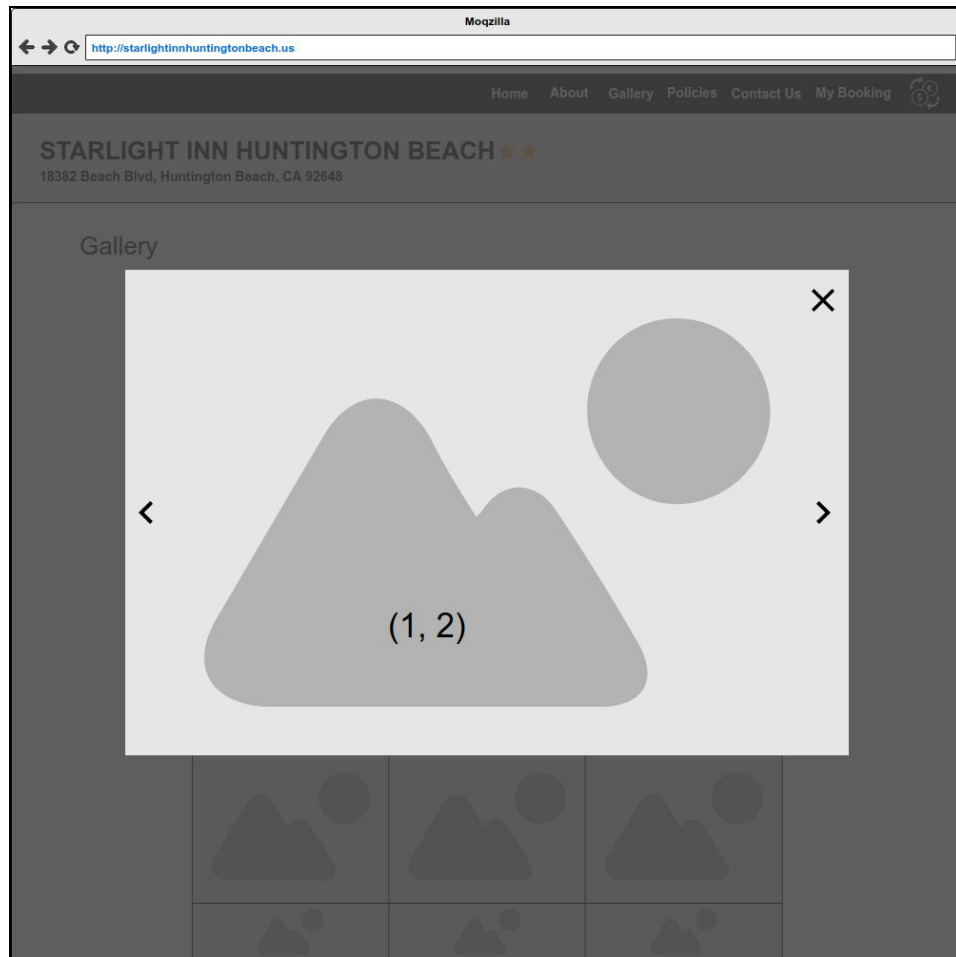 Moqzilla
http://starlightinnhuntingtonbeach.us
Home About Gallery Policies Contact Us My Booking
STARLIGHT INN HUNTINGTON BEACH
18382 Beach Blvd, Huntington Beach, CA 92648
Gallery
(1, 2)